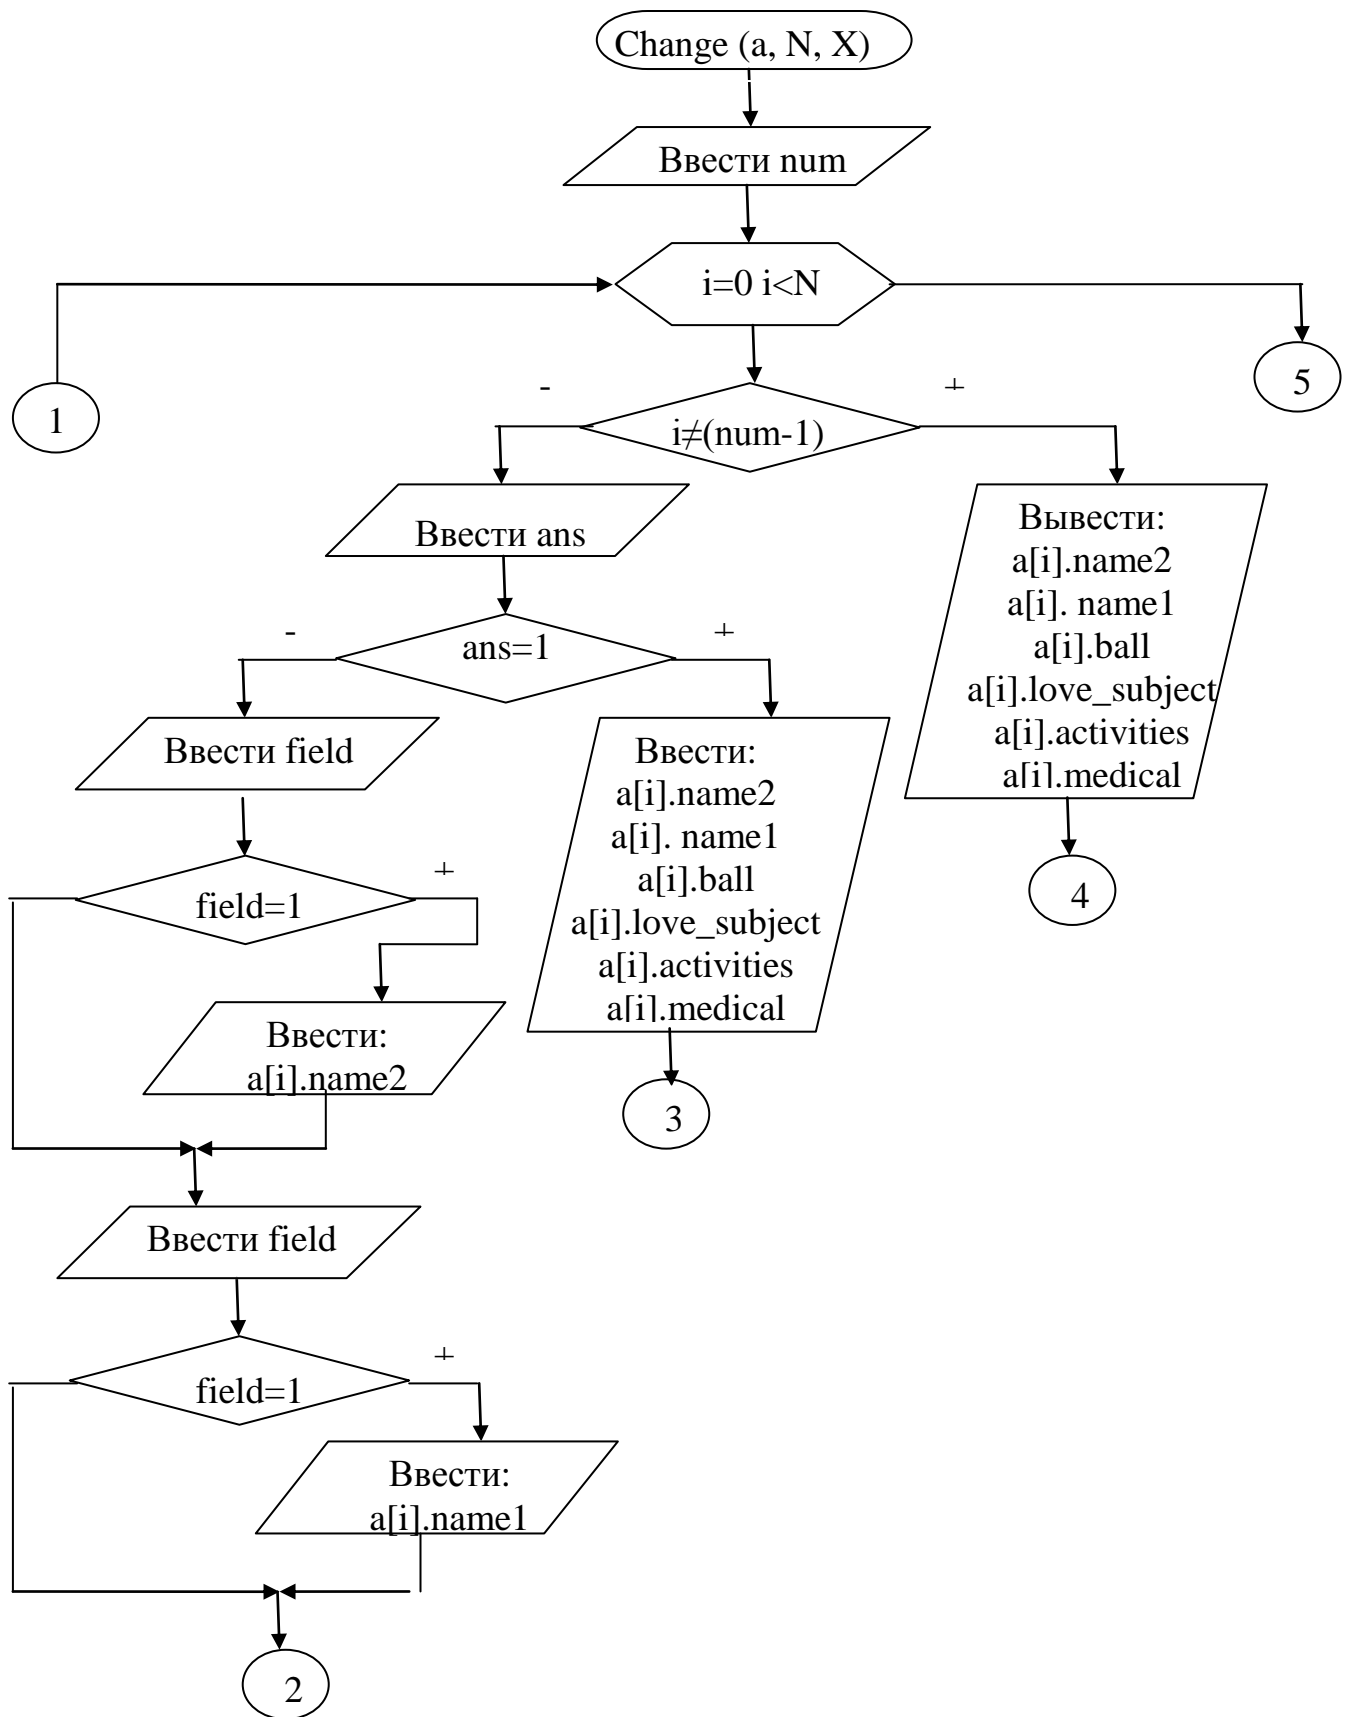 Change (a, N, X)
Ввести num
i=0 i<N
1
5
-
+
i≠(num-1)
Ввести ans
Вывести:
a[i].name2
a[i]. name1
a[i].ball
a[i].love_subject
a[i].activities
a[i].medical
-
+
ans=1
Ввести field
Ввести:
a[i].name2
a[i]. name1
a[i].ball
a[i].love_subject
a[i].activities
a[i].medical
4
+
field=1
Ввести:
a[i].name2
3
Ввести field
+
field=1
Ввести:
a[i].name1
2